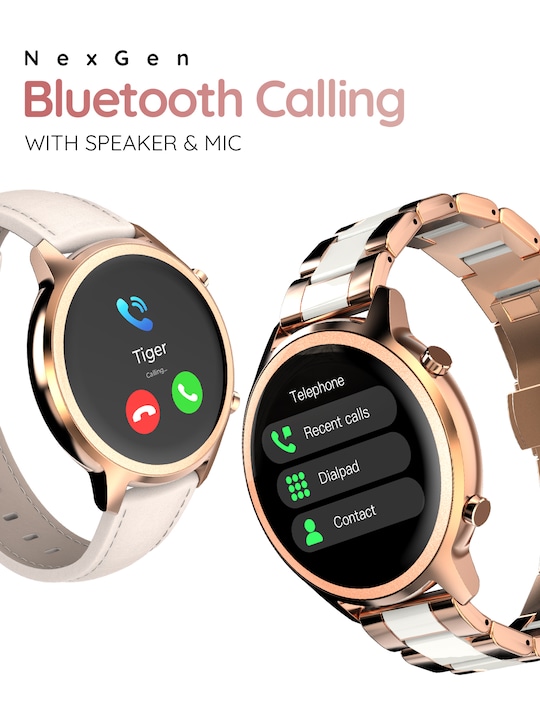 NexGen
Bluetooth Calling
WITH SPEAKER & MIC
Tiger
Calling...
Telephone
Recent calls
Dialpad
Contact